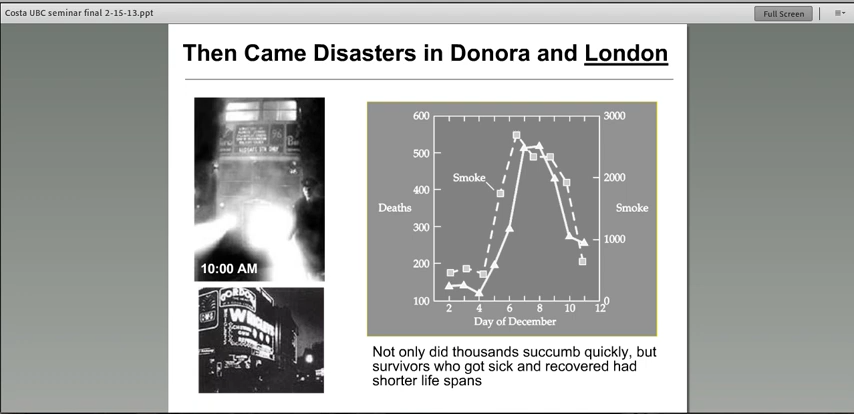 Costa UBC seminar final 2-15-13.ppt
Full Screen
Then Came Disasters in Donora and London
10:00 AM
GORDON
WRIGLEY'S
96
600
500
400
300
200
100
Deaths
Smoke
3000
2000
1000
0
Smoke
2 4 6 8 10 12
Day of December
Not only did thousands succumb quickly, but
survivors who got sick and recovered had
shorter life spans